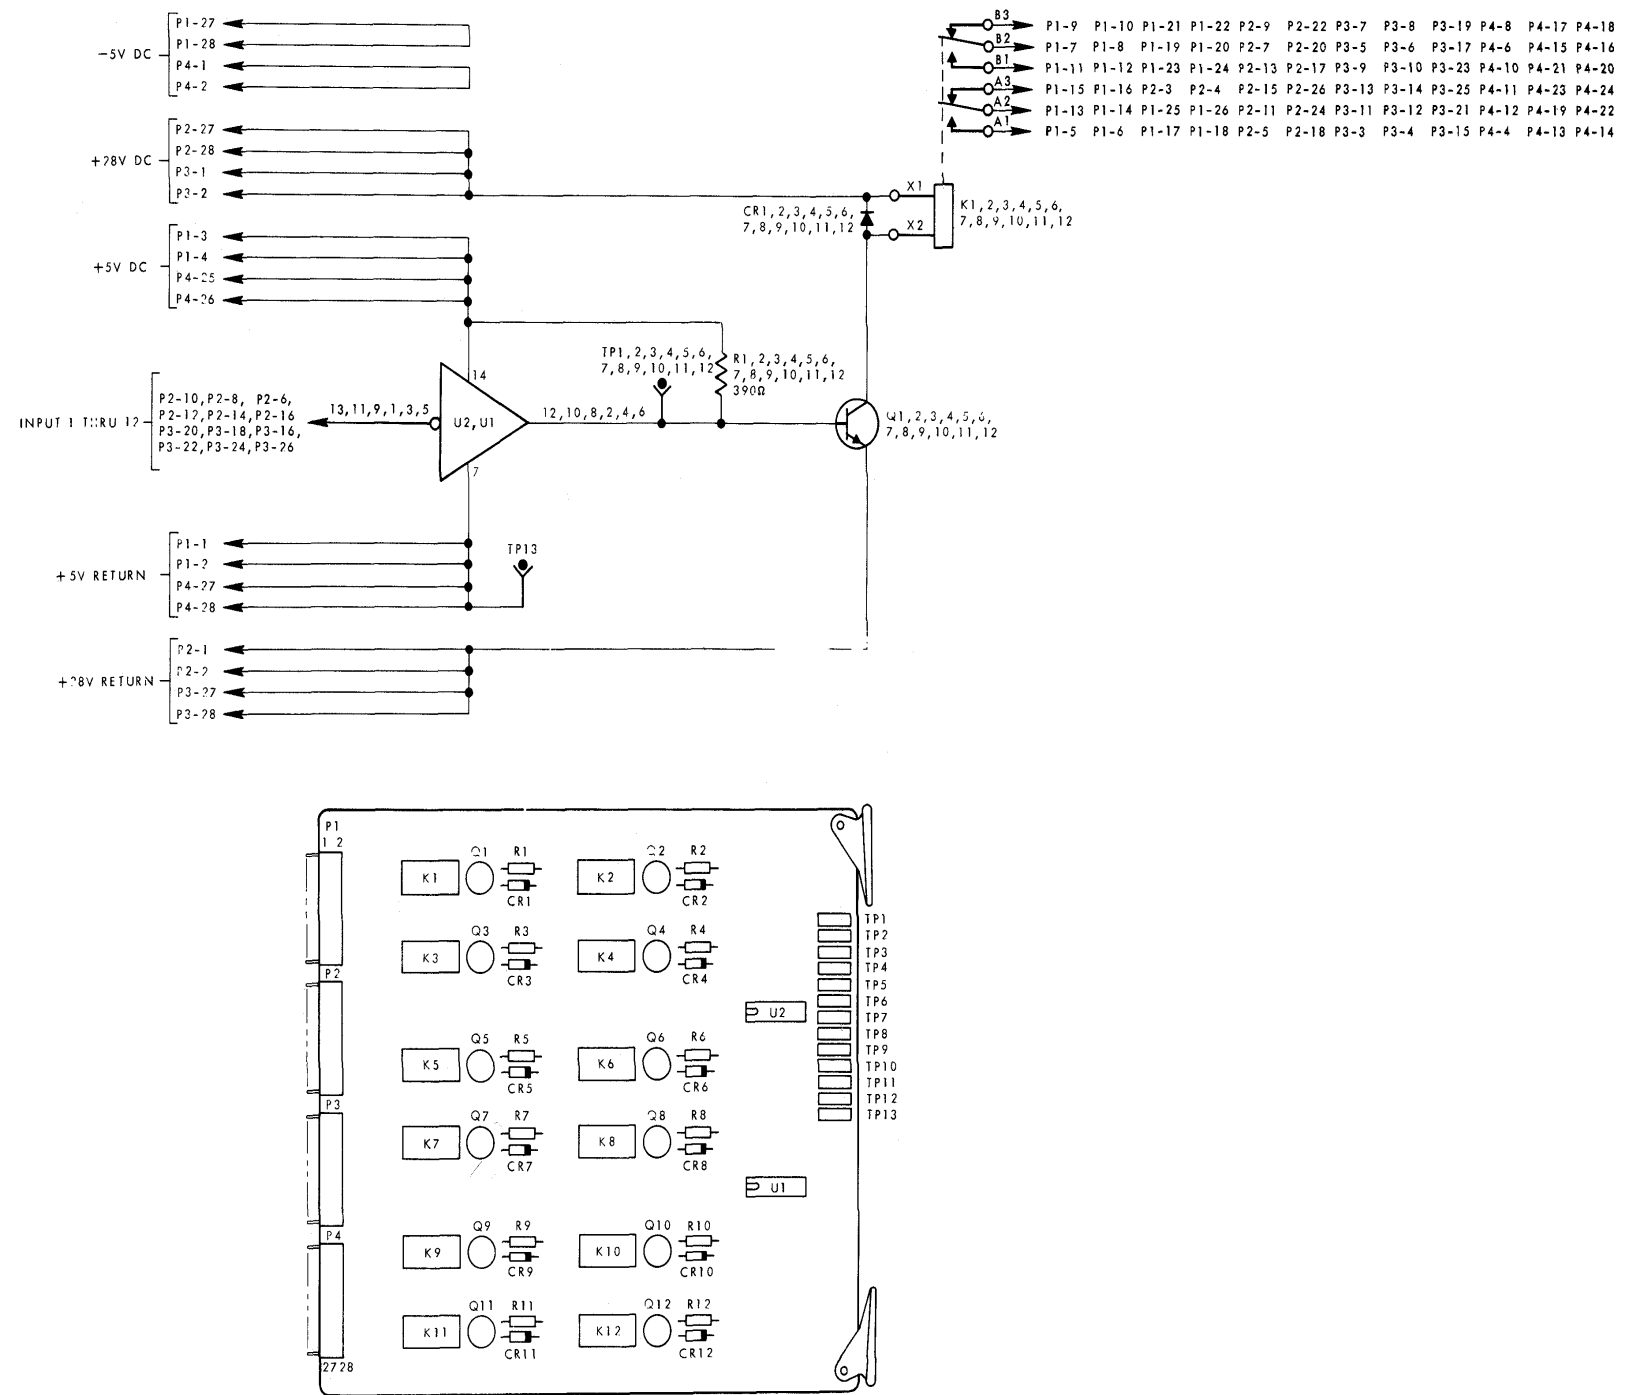 P1-27
P1-28
-5V DC
P4-1
P4-2
P2-27
P2-28
+28V DC
P3-1
P3-2
P1-3
P1-4
+5V DC
P4-25
P4-26
B3 P1-9 P1-10 P1-21 P1-22 P2-9 P2-22 P3-7 P3-8 P3-19 P4-8 P4-17 P4-18
B2 P1-7 P1-8 P1-19 P1-20 P2-7 P2-20 P3-5 P3-6 P3-17 P4-6 P4-15 P4-16
B1 P1-11 P1-12 P1-23 P1-24 P2-13 P2-17 P3-9 P3-10 P3-23 P4-10 P4-21 P4-20
A3 P1-15 P1-16 P2-3 P2-4 P2-15 P2-26 P3-13 P3-14 P3-25 P4-11 P4-23 P4-24
A2 P1-13 P1-14 P1-25 P1-26 P2-11 P2-24 P3-11 P3-12 P3-21 P4-12 P4-19 P4-22
A1 P1-5 P1-6 P1-17 P1-18 P2-5 P2-18 P3-3 P3-4 P3-15 P4-4 P4-13 P4-14
X1
CR1,2,3,4,5,6,
7,8,9,10,11,12
X2
K1,2,3,4,5,6,
7,8,9,10,11,12
TP1,2,3,4,5,6,
7,8,9,10,11,12
R1,2,3,4,5,6,
7,8,9,10,11,12
390Ω
14
INPUT 1 THRU 12
P2-10,P2-8, P2-6,
P2-12,P2-14,P2-16
P3-20,P3-18,P3-16,
P3-22,P3-24,P3-26
13,11,9,1,3,5
U2,U1
12,10,8,2,4,6
7
Q1,2,3,4,5,6,
7,8,9,10,11,12
P1-1
P1-2
+5V RETURN
P4-27
P4-28
TP13
P2-1
P2-2
+28V RETURN
P3-27
P3-28
P1
1 2
P2
P3
P4
27 28
K1 Q1 R1
CR1
K2 Q2 R2
CR2
K3 Q3 R3
CR3
K4 Q4 R4
CR4
K5 Q5 R5
CR5
K6 Q6 R6
CR6
K7 Q7 R7
CR7
K8 Q8 R8
CR8
K9 Q9 R9
CR9
K10 Q10 R10
CR10
K11 Q11 R11
CR11
K12 Q12 R12
CR12
U2
U1
TP1
TP2
TP3
TP4
TP5
TP6
TP7
TP8
TP9
TP10
TP11
TP12
TP13